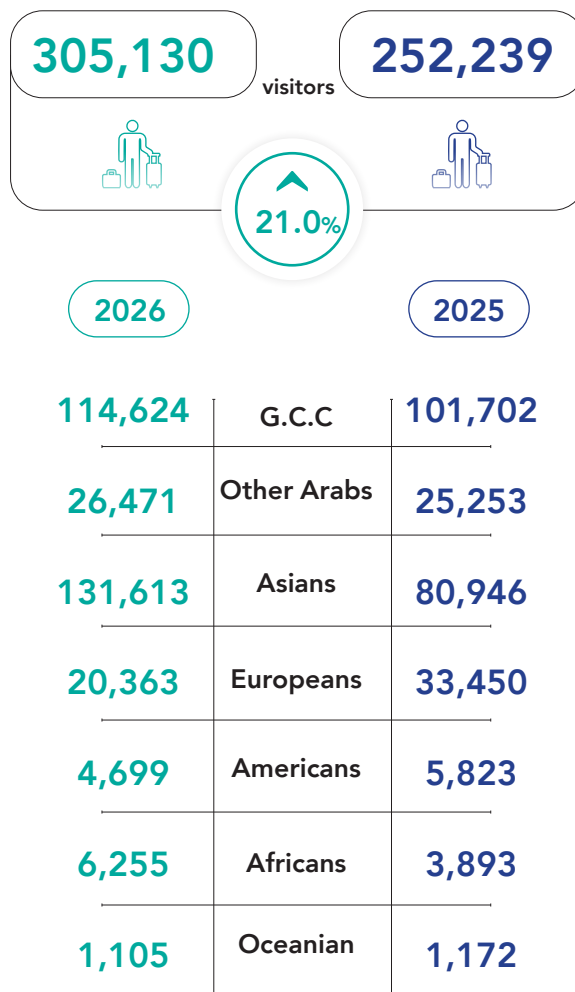 305,130
visitors
252,239
21.0%
2026
2025
114,624 G.C.C 101,702
26,471 Other Arabs 25,253
131,613 Asians 80,946
20,363 Europeans 33,450
4,699 Americans 5,823
6,255 Africans 3,893
1,105 Oceanian 1,172